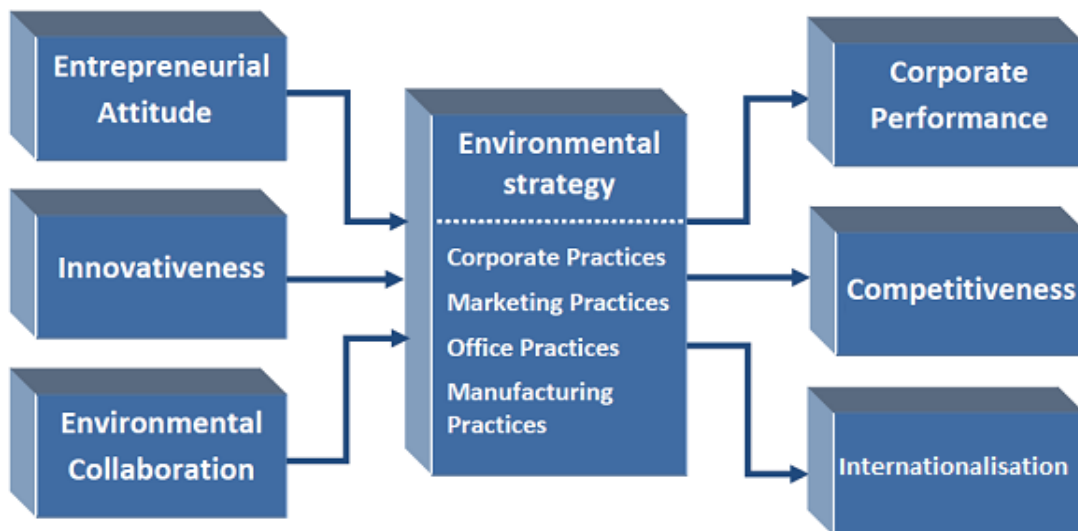 Entrepreneurial
Attitude
Innovativeness
Environmental
Collaboration
Environmental
strategy
Corporate Practices
Marketing Practices
Office Practices
Manufacturing
Practices
Corporate
Performance
Competitiveness
Internationalisation